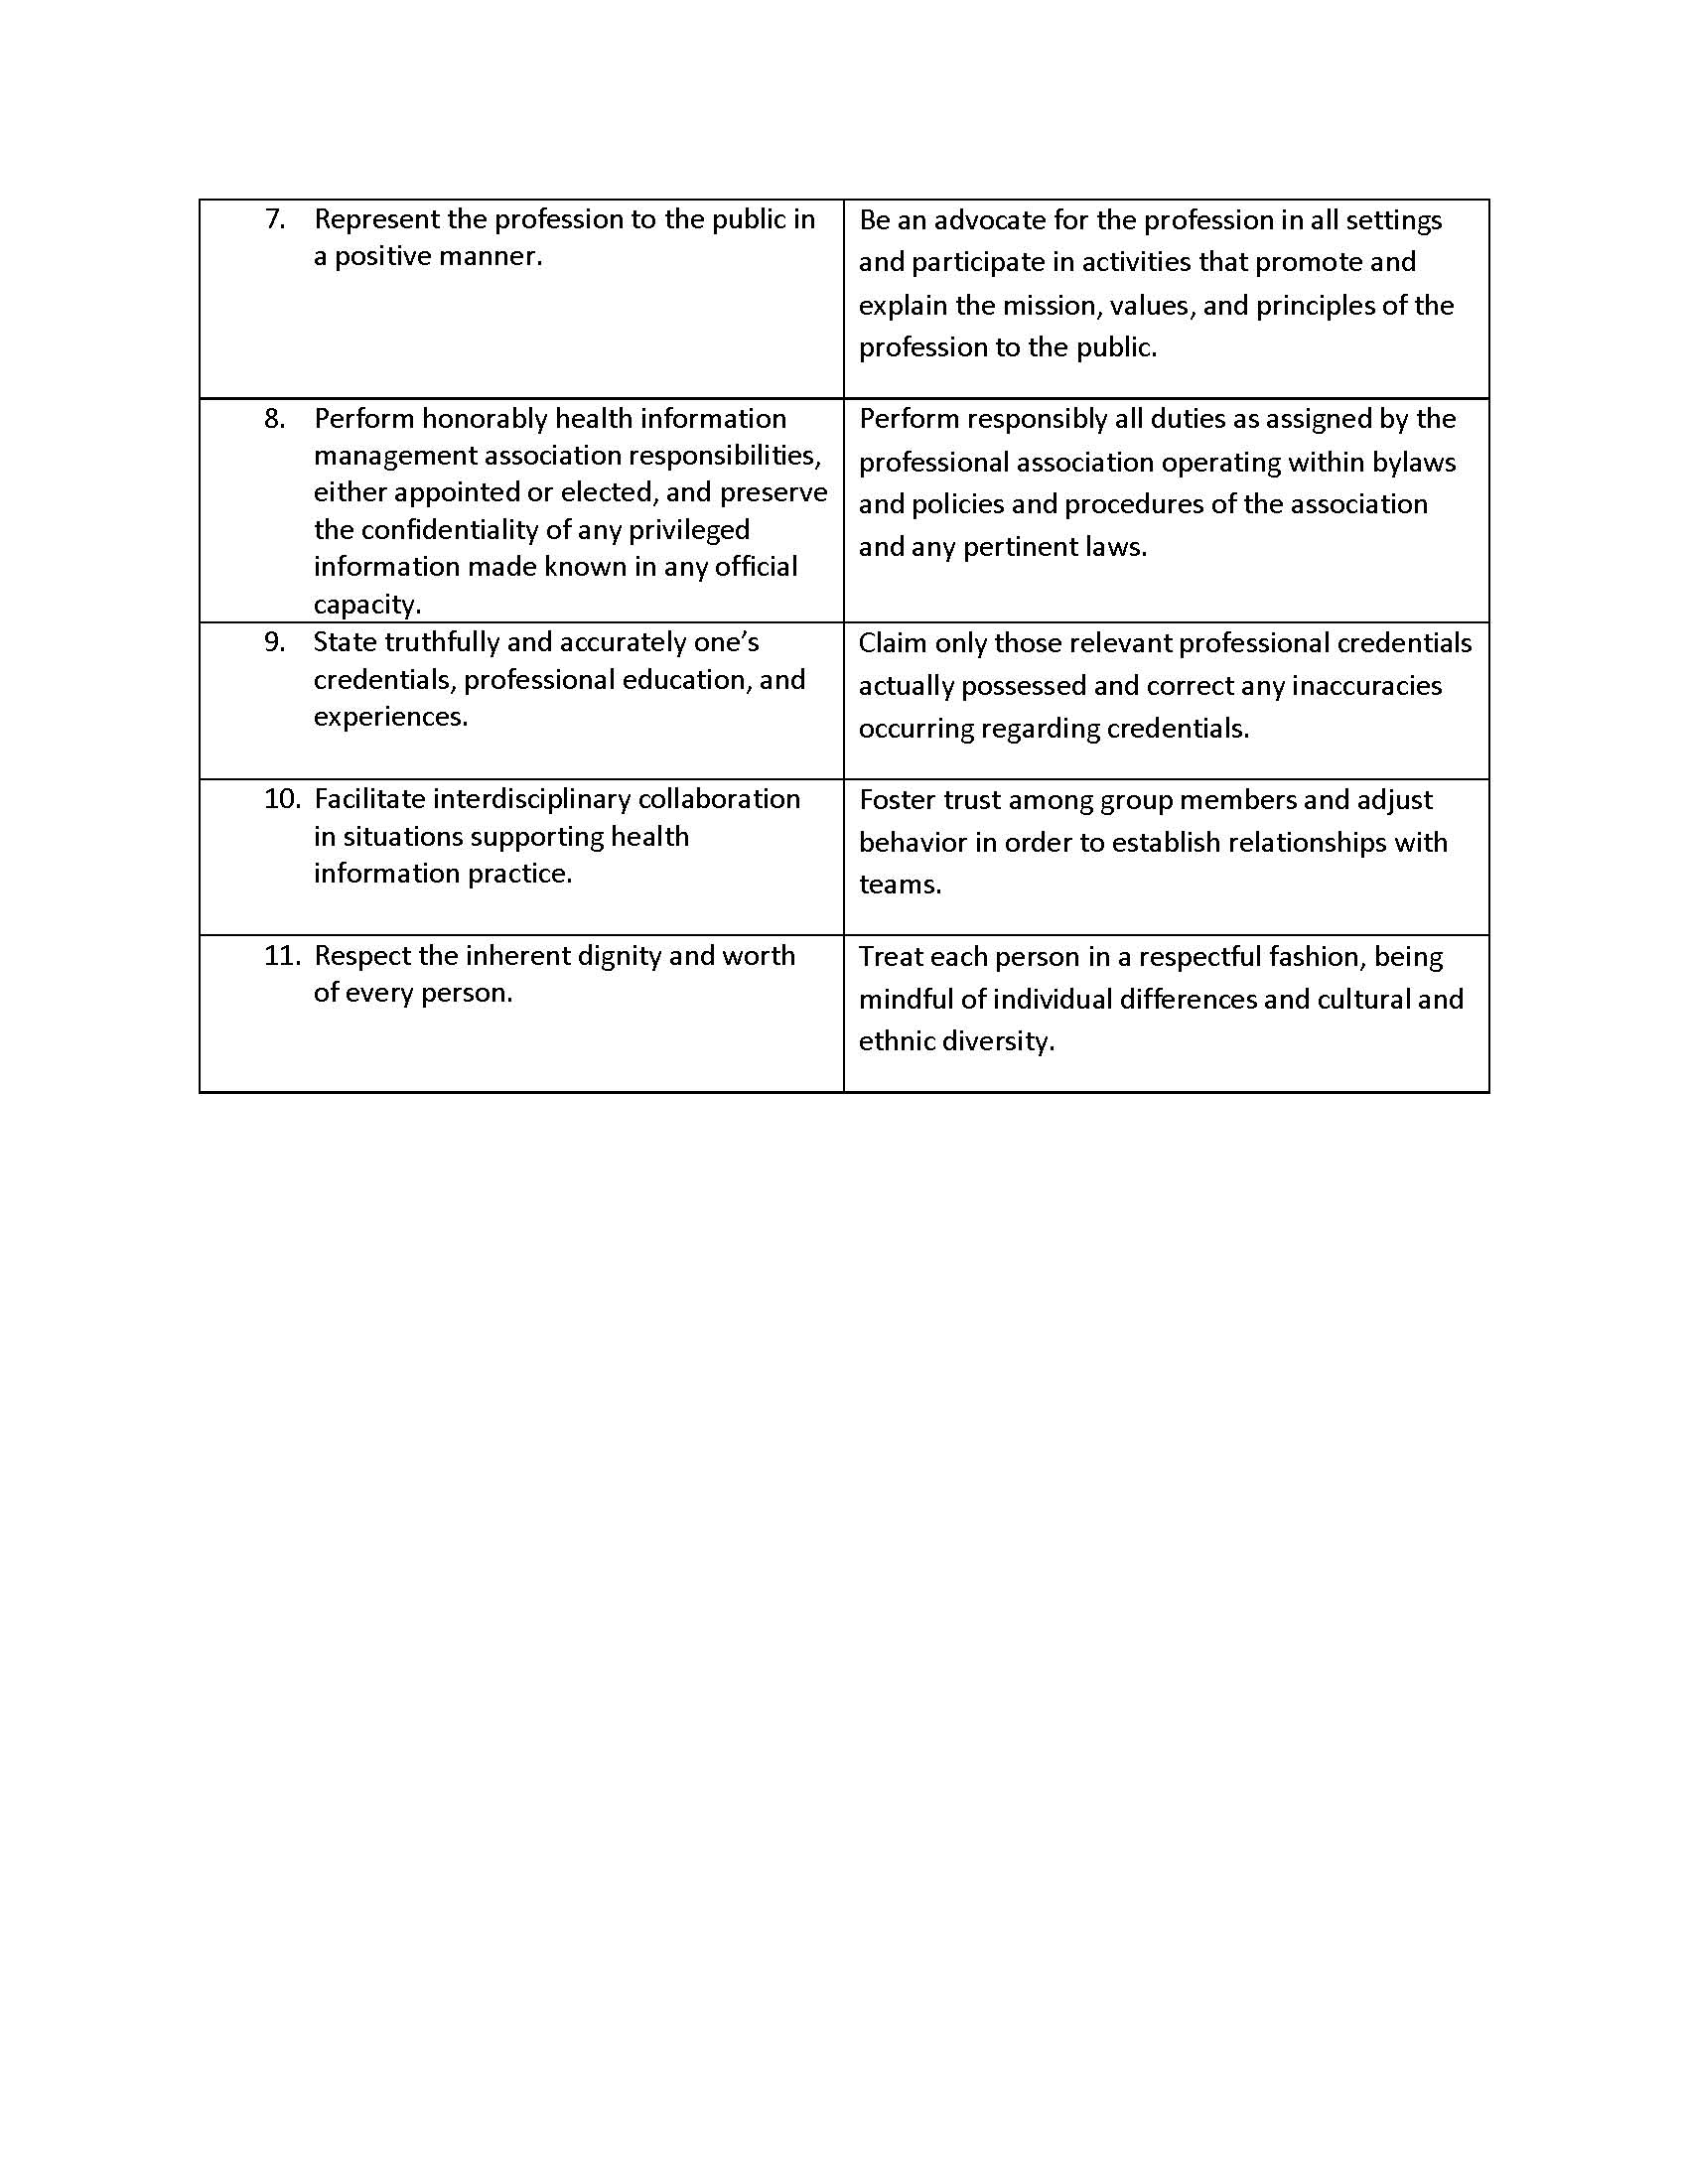 7. Represent the profession to the public in
a positive manner.
Be an advocate for the profession in all settings
and participate in activities that promote and
explain the mission, values, and principles of the
profession to the public.
8. Perform honorably health information
management association responsibilities,
either appointed or elected, and preserve
the confidentiality of any privileged
information made known in any official
capacity.
Perform responsibly all duties as assigned by the
professional association operating within bylaws
and policies and procedures of the association
and any pertinent laws.
9. State truthfully and accurately one’s
credentials, professional education, and
experiences.
Claim only those relevant professional credentials
actually possessed and correct any inaccuracies
occurring regarding credentials.
10. Facilitate interdisciplinary collaboration
in situations supporting health
information practice.
Foster trust among group members and adjust
behavior in order to establish relationships with
teams.
11. Respect the inherent dignity and worth
of every person.
Treat each person in a respectful fashion, being
mindful of individual differences and cultural and
ethnic diversity.